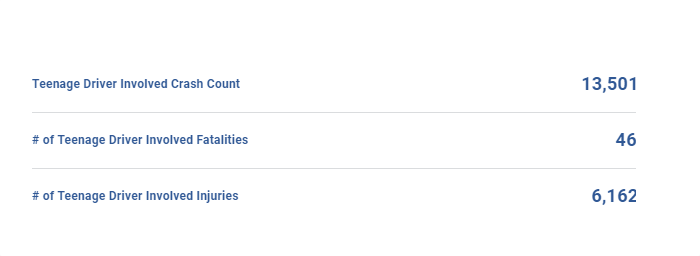 Teenage Driver Involved Crash Count 13,501
# of Teenage Driver Involved Fatalities 46
# of Teenage Driver Involved Injuries 6,162